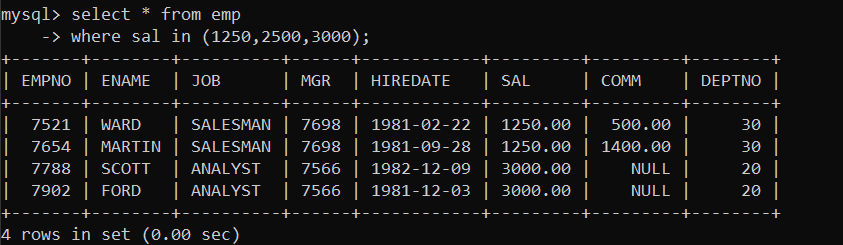 mysql> select * from emp
    -> where sal in (1250,2500,3000);
+-------+--------+----------+------+------------+---------+---------+--------+
| EMPNO | ENAME  | JOB      | MGR  | HIREDATE   | SAL     | COMM    | DEPTNO |
+-------+--------+----------+------+------------+---------+---------+--------+
|  7521 | WARD   | SALESMAN | 7698 | 1981-02-22 | 1250.00 |  500.00 |     30 |
|  7654 | MARTIN | SALESMAN | 7698 | 1981-09-28 | 1250.00 | 1400.00 |     30 |
|  7788 | SCOTT  | ANALYST  | 7566 | 1982-12-09 | 3000.00 |    NULL |     20 |
|  7902 | FORD   | ANALYST  | 7566 | 1981-12-03 | 3000.00 |    NULL |     20 |
+-------+--------+----------+------+------------+---------+---------+--------+
4 rows in set (0.00 sec)